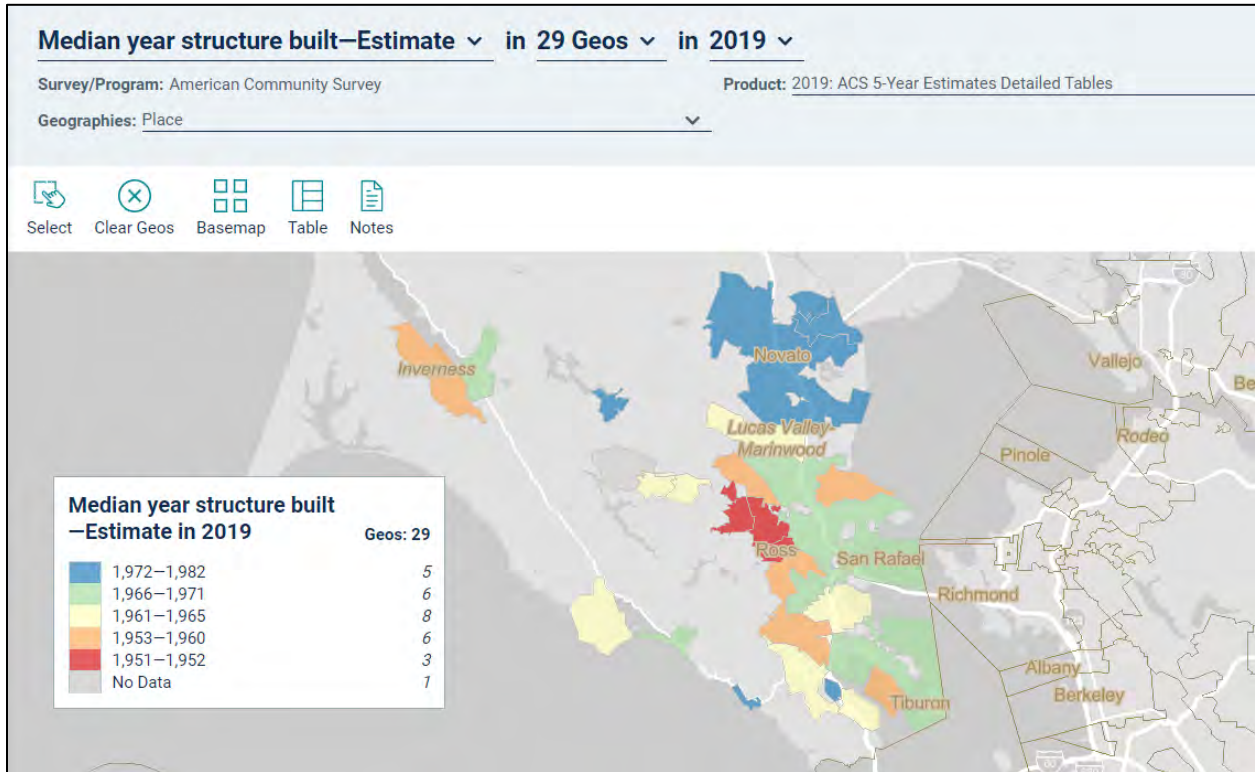 Median year structure built—Estimate in 29 Geos in 2019
Survey/Program: American Community Survey
Product: 2019: ACS 5-Year Estimates Detailed Tables
Geographies: Place
Select Clear Geos Basemap Table Notes
80
Novato
Vallejo
Inverness
Be
Lucas Valley-
Marinwood
Rodeo
Pinole
Median year structure built
—Estimate in 2019
Geos: 29
1,972—1,982 5
1,966—1,971 6
1,961—1,965 8
1,953—1,960 6
1,951—1,952 3
No Data 1
Ross
San Rafael
Richmond
Albany
Berkeley
Tiburon
80